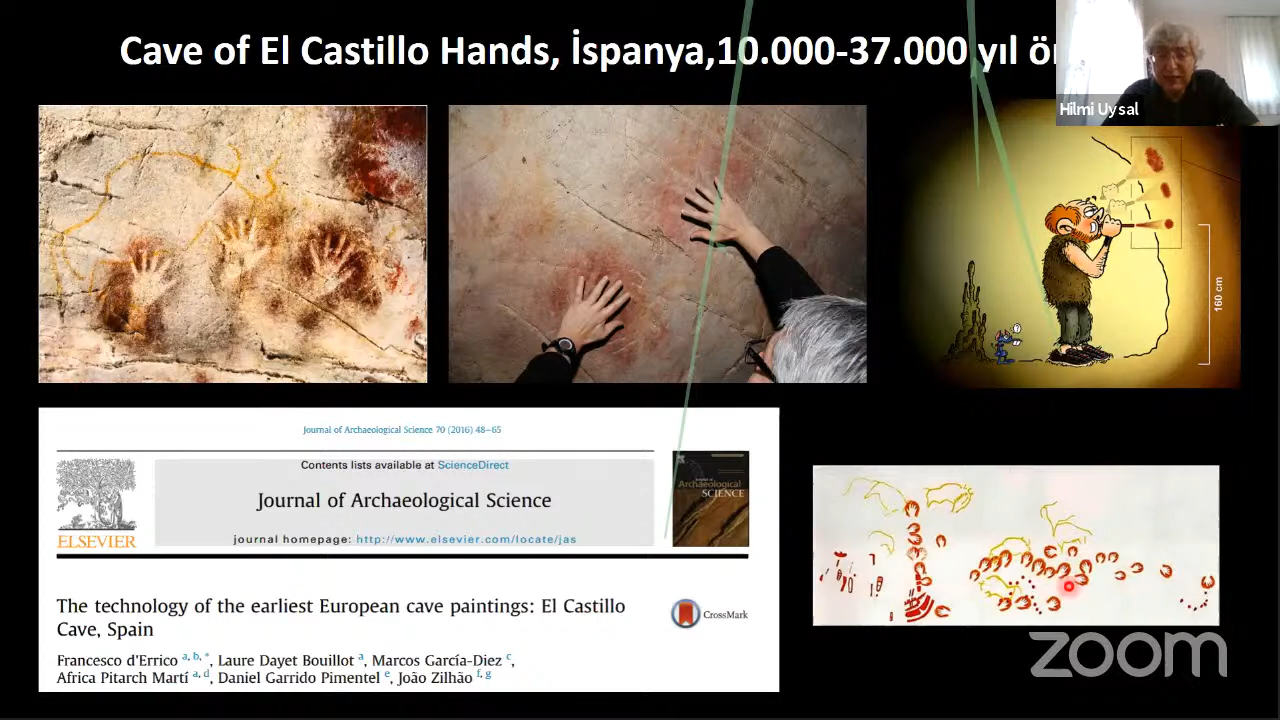 Cave of El Castillo Hands, İspanya,10.000-37.000 yıl
Hilmi Uysal
160 cm
?
Journal of Archaeological Science 70 (2016) 48–65
Contents lists available at ScienceDirect
Journal of Archaeological Science
journal homepage: http://www.elsevier.com/locate/jas
ELSEVIER
Archaeological
SCIENCE
The technology of the earliest European cave paintings: El Castillo
Cave, Spain
CrossMark
Francesco d'Errico a, b, *, Laure Dayet Bouillot a, Marcos García-Diez c,
Africa Pitarch Martí a, d, Daniel Garrido Pimentel e, João Zilhão f, g
zoom